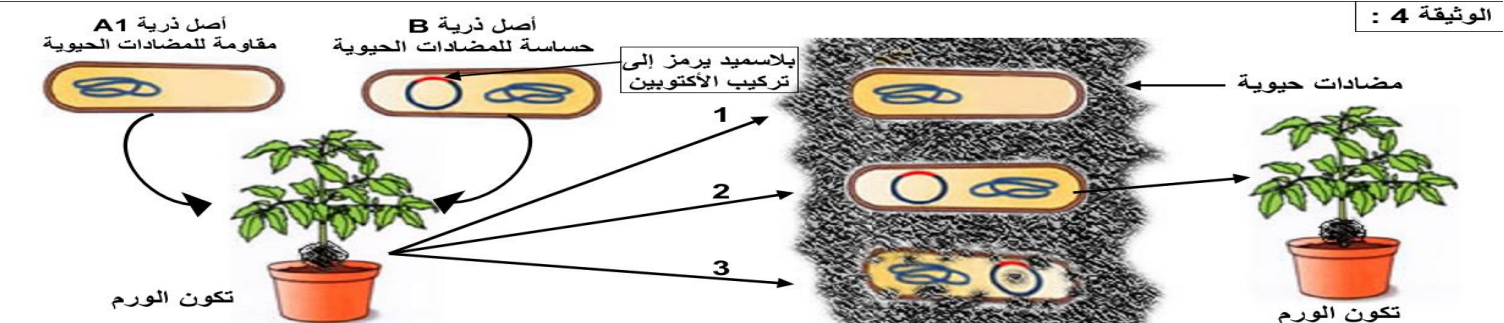 الوثيقة 4 :
أصل ذرية A1
مقاومة للمضادات الحيوية
أصل ذرية B
حساسة للمضادات الحيوية
بلاسميد يرمز إلى
تركيب الأكتوبين
مضادات حيوية
1
2
3
تكون الورم
تكون الورم